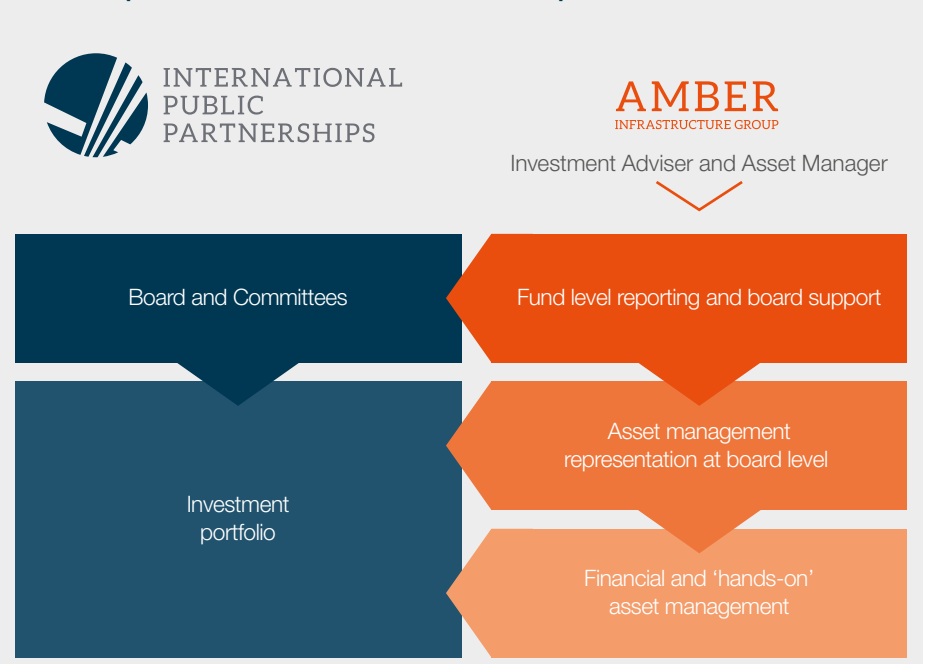 INTERNATIONAL
PUBLIC
PARTNERSHIPS
AMBER
INFRASTRUCTURE GROUP
Investment Adviser and Asset Manager
Board and Committees
Fund level reporting and board support
Asset management
representation at board level
Investment
portfolio
Financial and ‘hands-on’
asset management